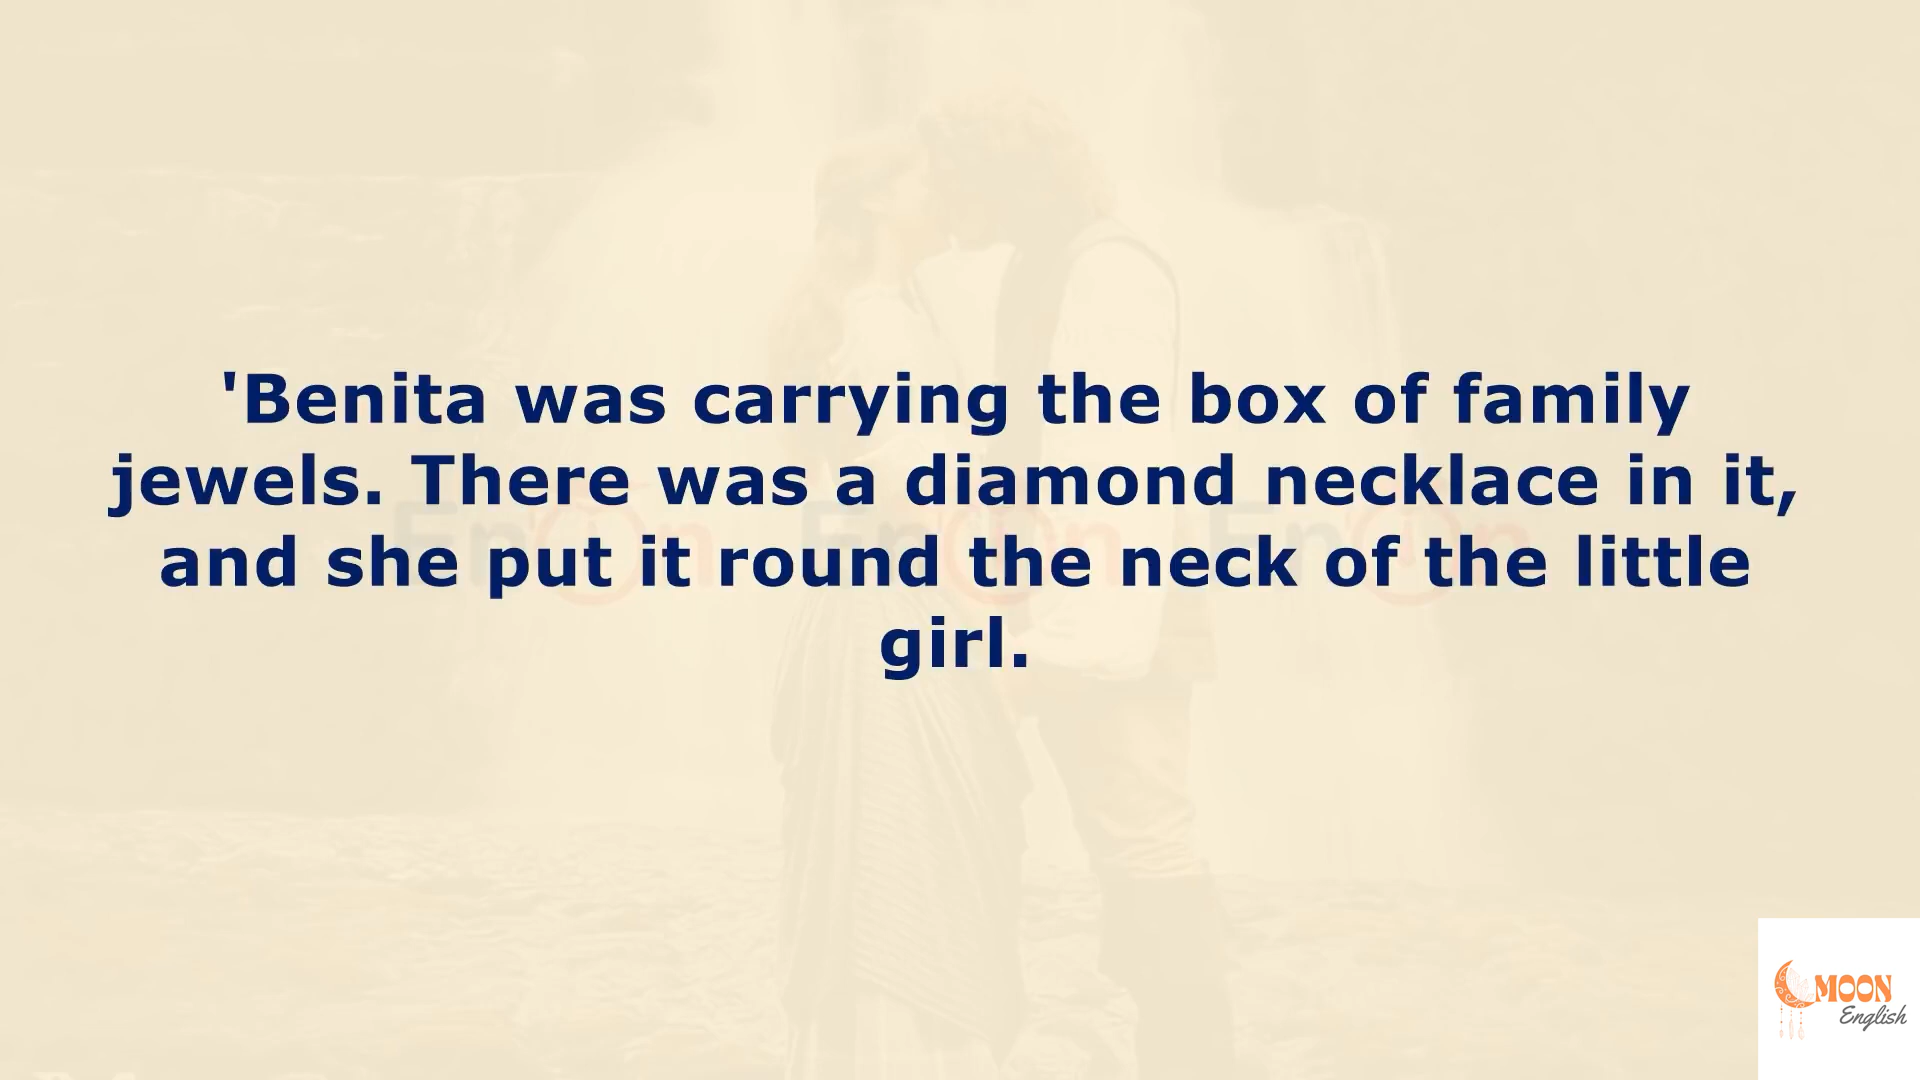 'Benita was carrying the box of family
jewels. There was a diamond necklace in it,
and she put it round the neck of the little
girl.
MOON
English